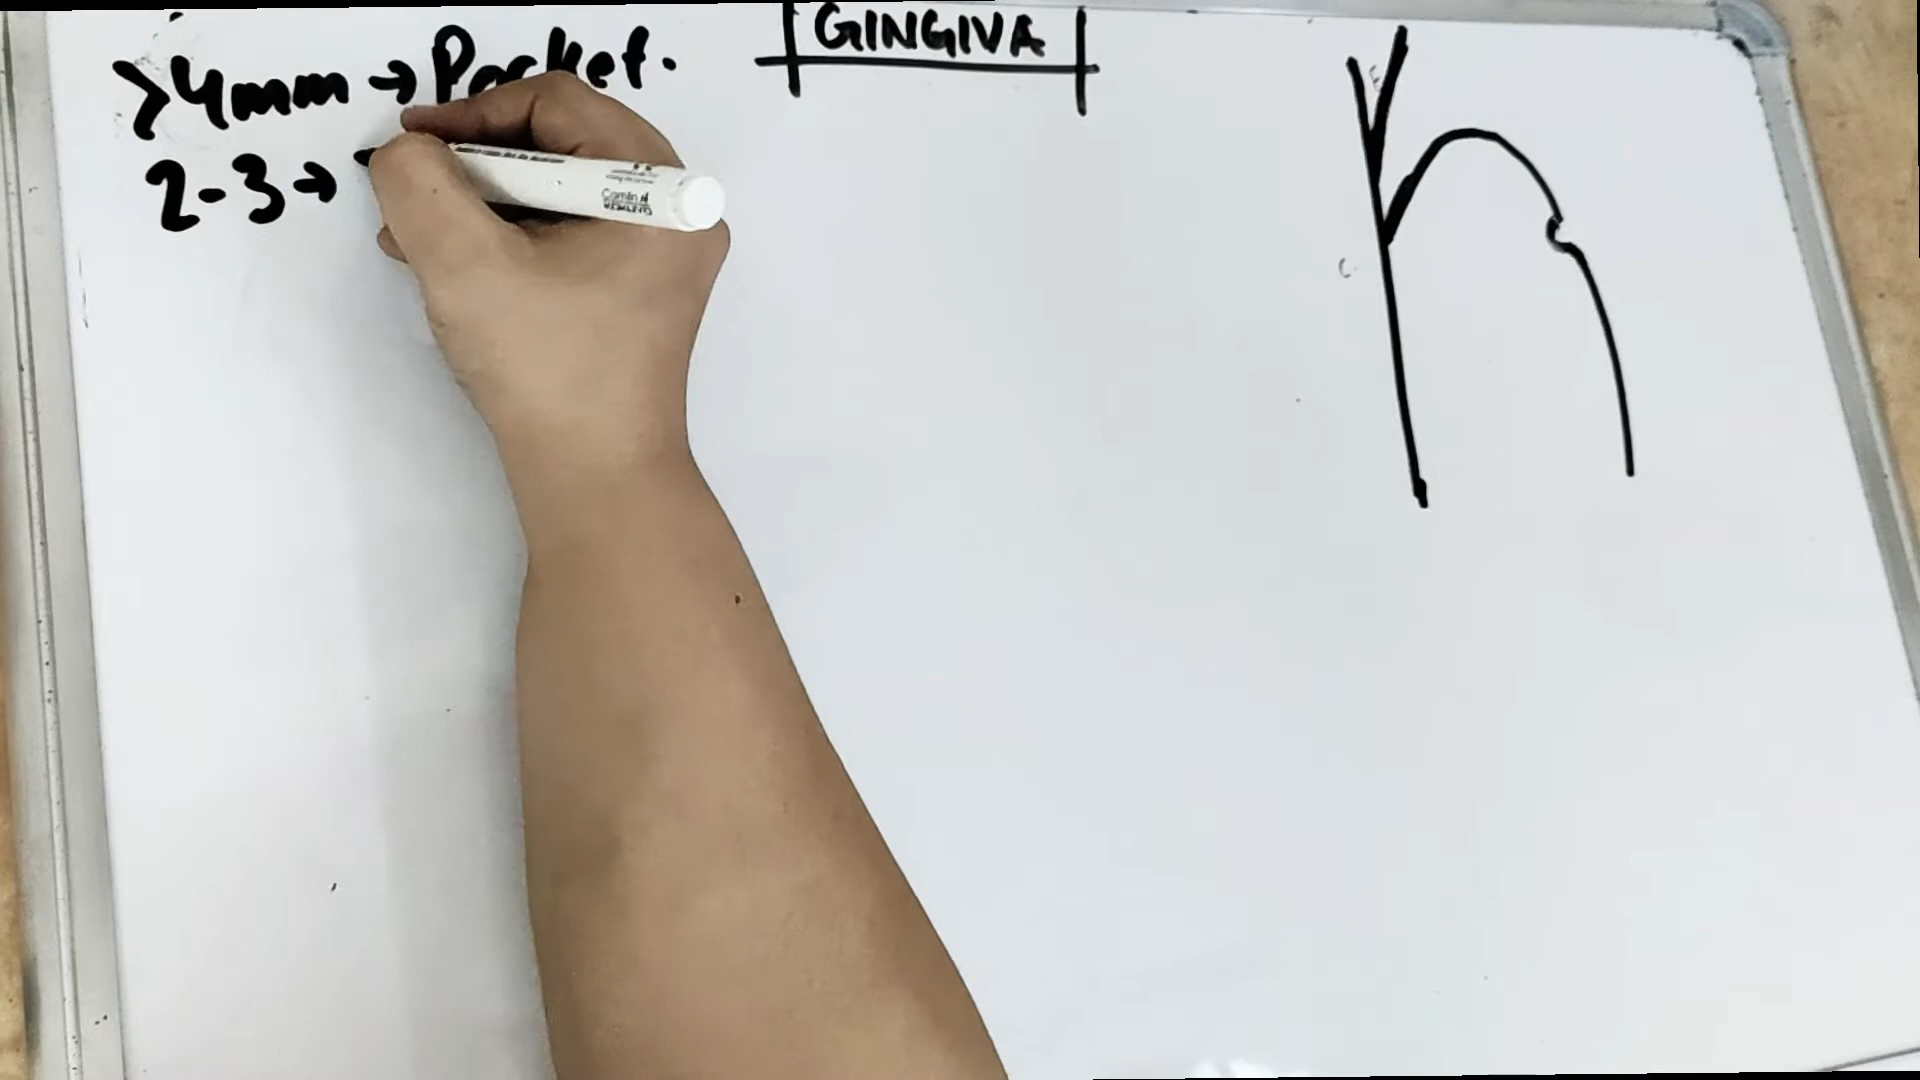 GINGIVA
>4mm → Pocket.
2-3 →
E
C